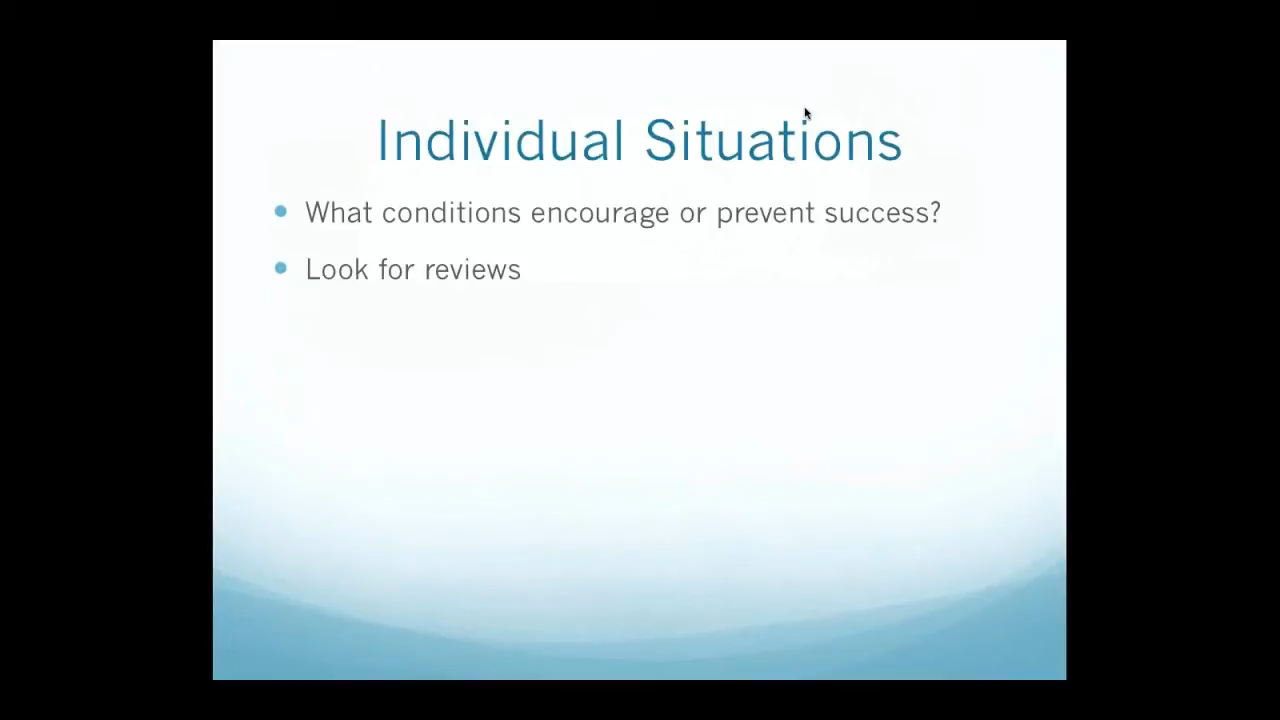 Individual Situations
What conditions encourage or prevent success?
Look for reviews